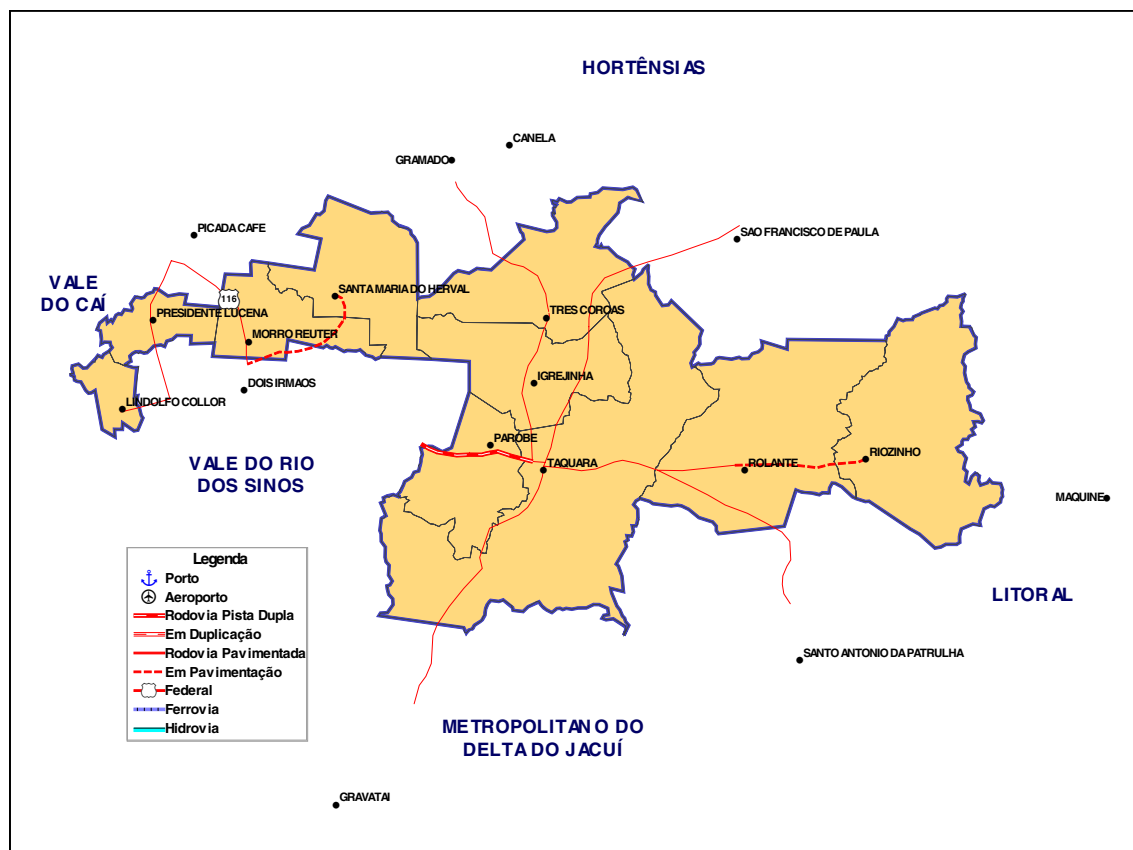 HORTÊNSIAS
CANELA
GRAMADO
PICADA CAFE
SAO FRANCISCO DE PAULA
VALE
DO CAÍ
SANTA MARIA DO HERVAL
116
PRESIDENTE LUCENA
TRES COROAS
MORRO REUTER
DOIS IRMAOS
IGREJINHA
LINDOLFO COLLOR
PAROBE
VALE DO RIO
DOS SINOS
TAQUARA
ROLANTE
RIOZINHO
MAQUINE
LITORAL
Legenda
Porto
Aeroporto
Rodovia Pista Dupla
Em Duplicação
Rodovia Pavimentada
Em Pavimentação
Federal
Ferrovia
Hidrovia
SANTO ANTONIO DA PATRULHA
METROPOLITANO DO
DELTA DO JACUÍ
GRAVATAI